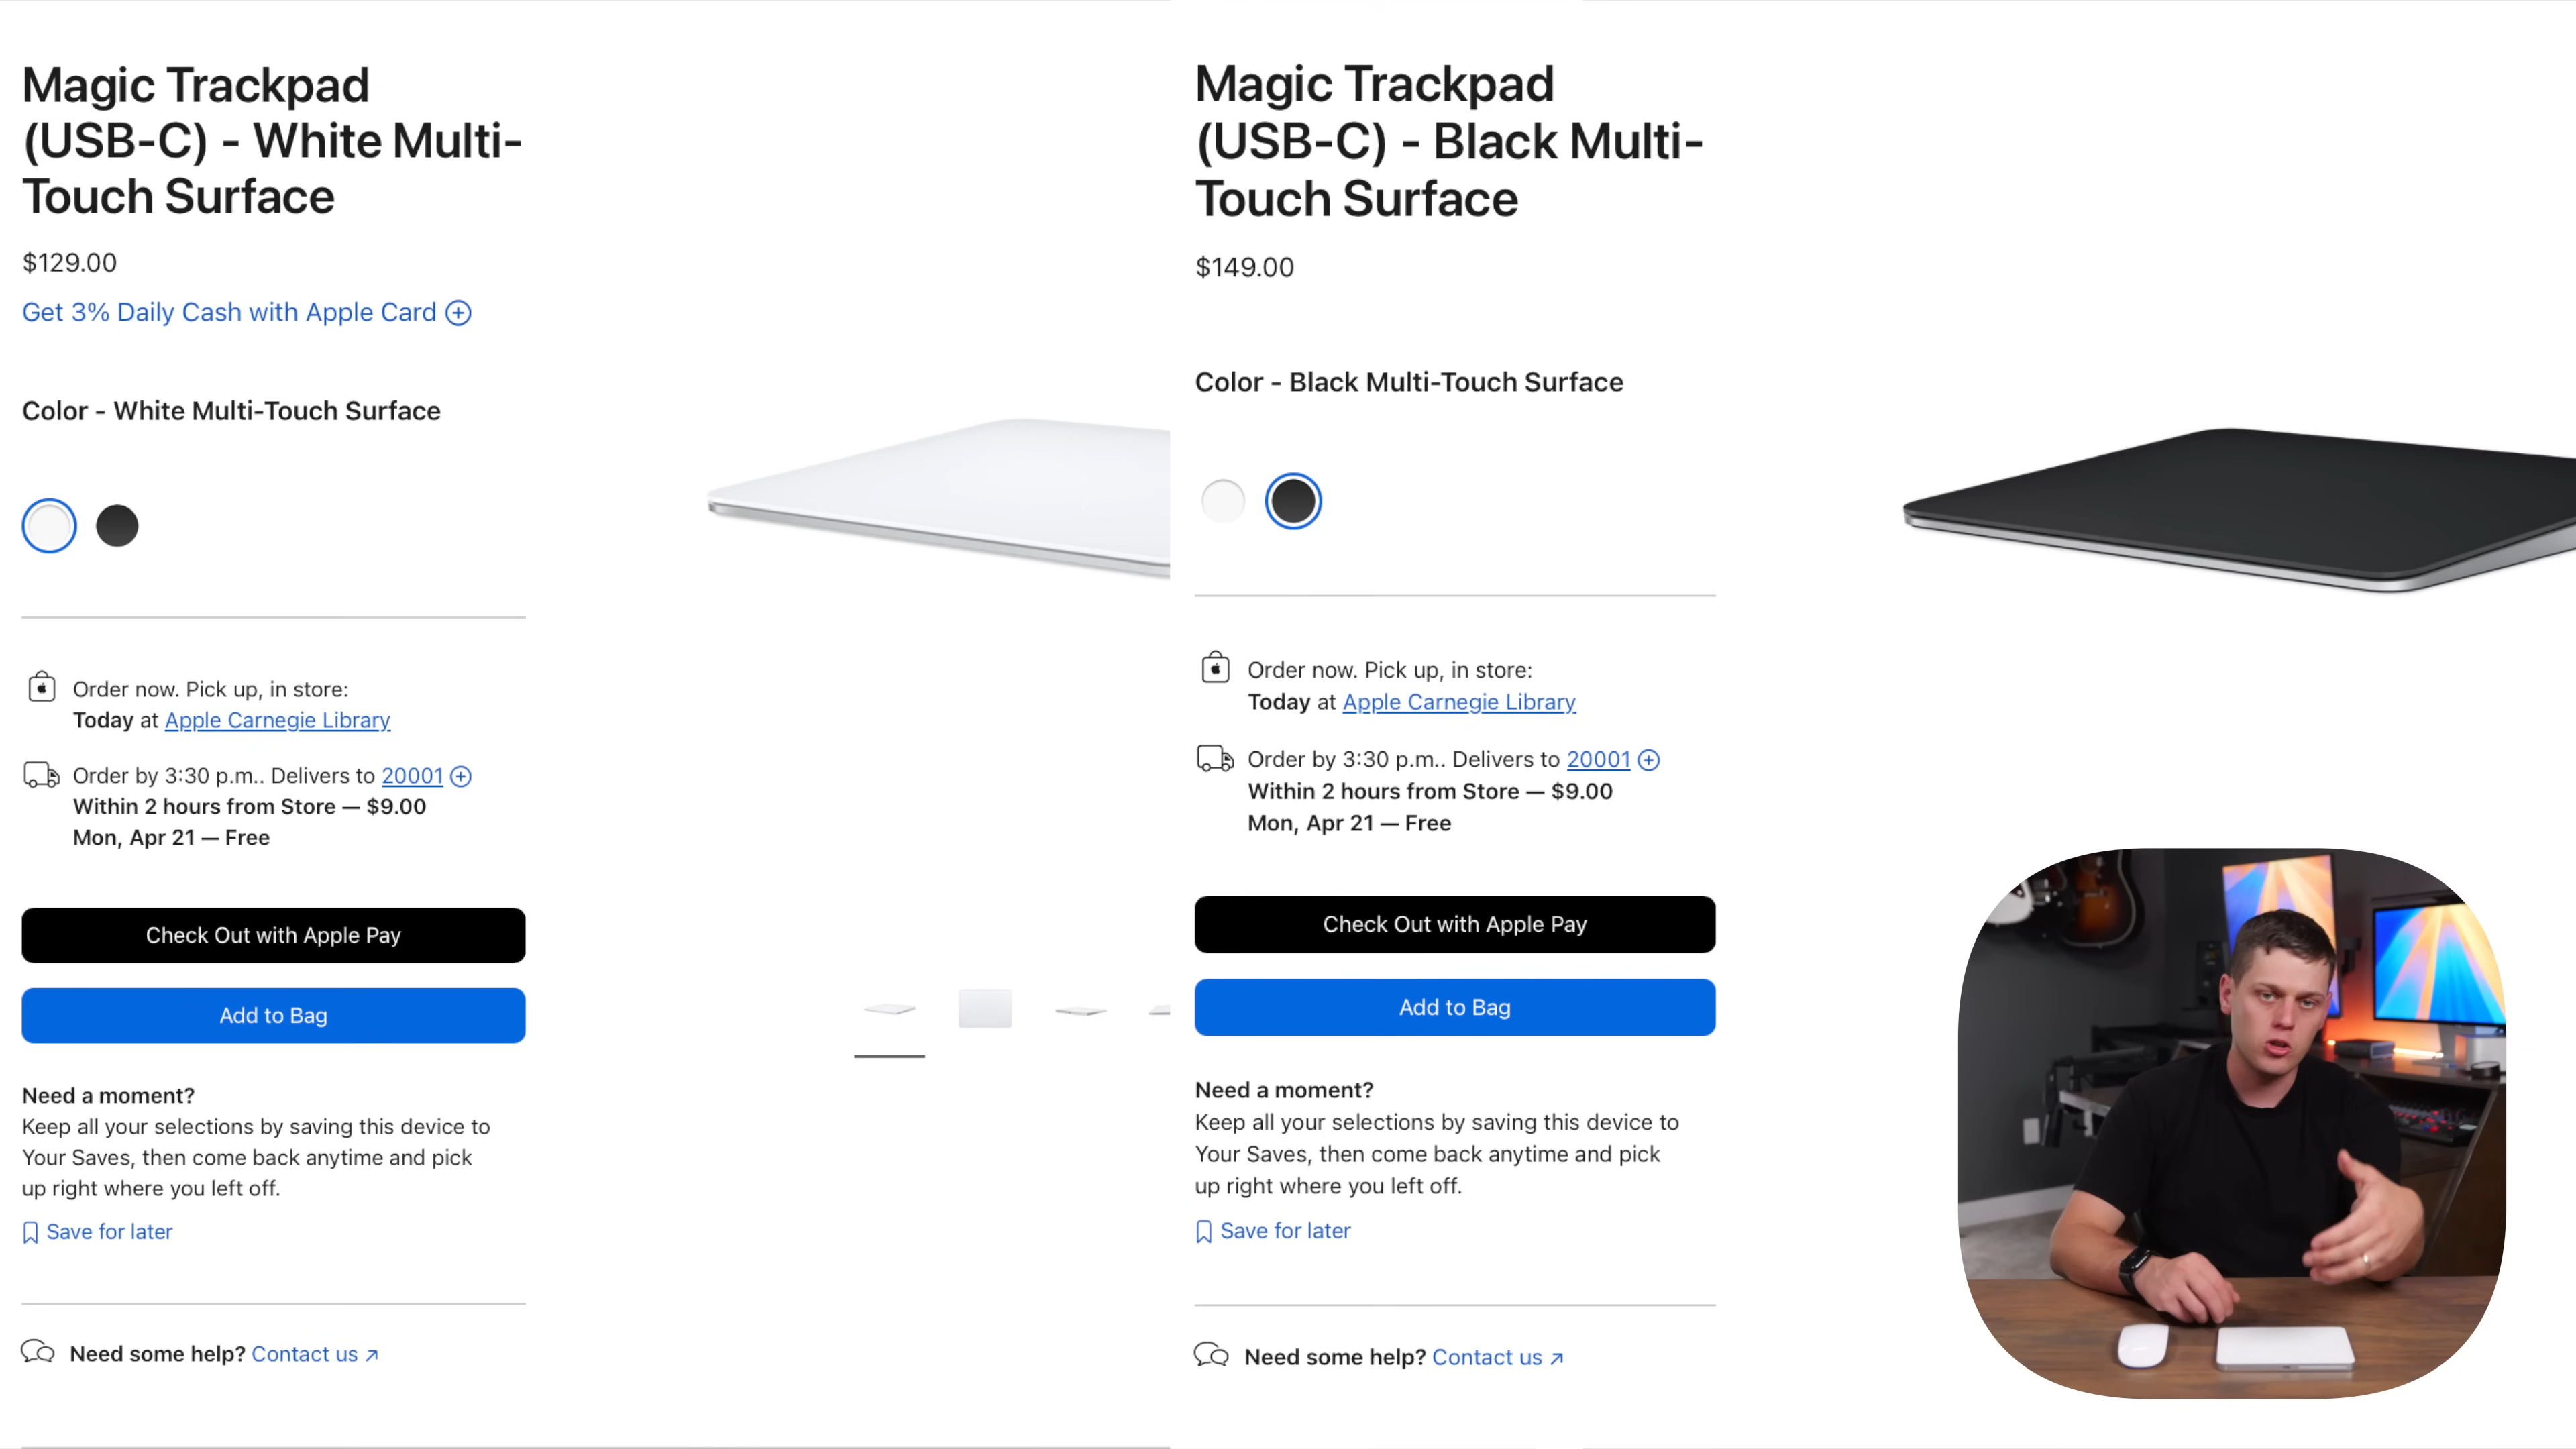 Magic Trackpad
(USB-C) - White Multi-
Touch Surface
$129.00
Get 3% Daily Cash with Apple Card
Color - White Multi-Touch Surface
Order now. Pick up, in store:
Today at Apple Carnegie Library
Order by 3:30 p.m.. Delivers to 20001
Within 2 hours from Store — $9.00
Mon, Apr 21 — Free
Check Out with Apple Pay
Add to Bag
Need a moment?
Keep all your selections by saving this device to
Your Saves, then come back anytime and pick
up right where you left off.
Save for later
Need some help? Contact us ↗
Magic Trackpad
(USB-C) - Black Multi-
Touch Surface
$149.00
Color - Black Multi-Touch Surface
Order now. Pick up, in store:
Today at Apple Carnegie Library
Order by 3:30 p.m.. Delivers to 20001
Within 2 hours from Store — $9.00
Mon, Apr 21 — Free
Check Out with Apple Pay
Add to Bag
Need a moment?
Keep all your selections by saving this device to
Your Saves, then come back anytime and pick
up right where you left off.
Save for later
Need some help? Contact us ↗